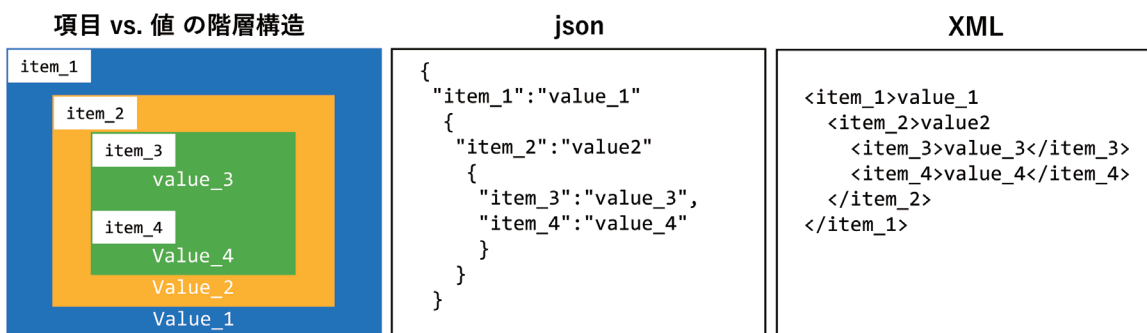 項目 vs. 値 の階層構造
item_1
item_2
item_3
value_3
item_4
Value_4
Value_2
Value_1
json
{
"item_1":"value_1"
{
"item_2":"value2"
{
"item_3":"value_3",
"item_4":"value_4"
}
}
}
XML
<item_1>value_1
<item_2>value2
<item_3>value_3</item_3>
<item_4>value_4</item_4>
</item_2>
</item_1>